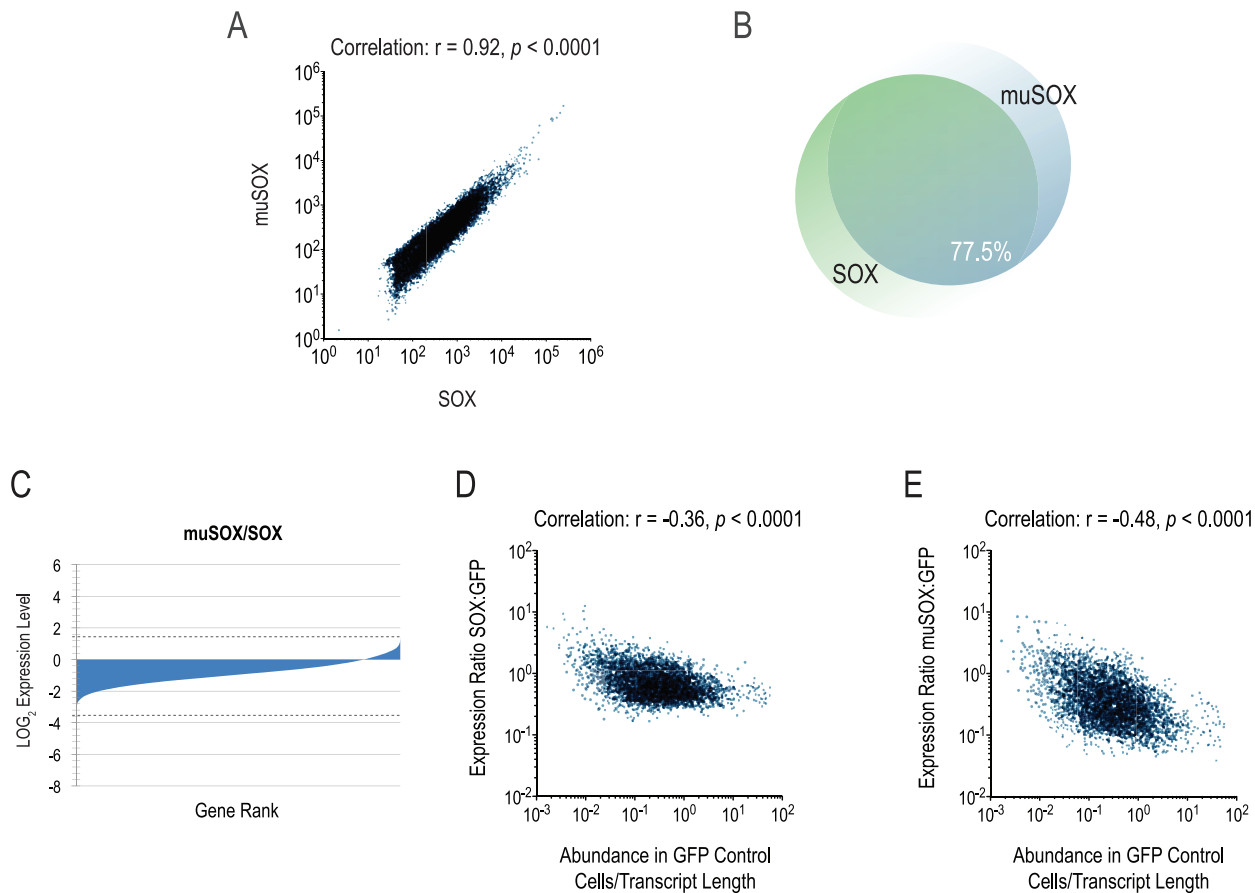 A
Correlation: r = 0.92, p < 0.0001
10⁶
10⁵
10⁴
10³
10²
10¹
10⁰
muSOX
10⁰ 10¹ 10² 10³ 10⁴ 10⁵ 10⁶
SOX
B
muSOX
77.5%
SOX
C
muSOX/SOX
6
4
2
0
-2
-4
-6
-8
LOG₂ Expression Level
Gene Rank
D
Correlation: r = -0.36, p < 0.0001
10²
10¹
10⁰
10⁻¹
10⁻²
Expression Ratio SOX:GFP
10⁻³ 10⁻² 10⁻¹ 10⁰ 10¹ 10²
Abundance in GFP Control
Cells/Transcript Length
E
Correlation: r = -0.48, p < 0.0001
10²
10¹
10⁰
10⁻¹
10⁻²
Expression Ratio muSOX:GFP
10⁻³ 10⁻² 10⁻¹ 10⁰ 10¹ 10²
Abundance in GFP Control
Cells/Transcript Length